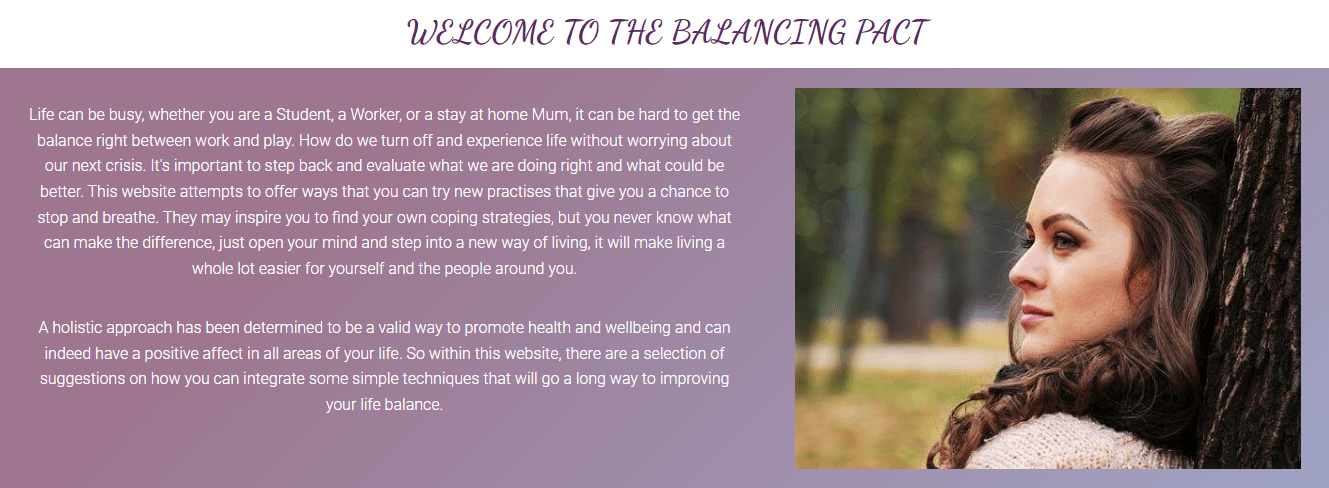 WELCOME TO THE BALANCING PACT
Life can be busy, whether you are a Student, a Worker, or a stay at home Mum, it can be hard to get the
balance right between work and play. How do we turn off and experience life without worrying about
our next crisis. It's important to step back and evaluate what we are doing right and what could be
better. This website attempts to offer ways that you can try new practises that give you a chance to
stop and breathe. They may inspire you to find your own coping strategies, but you never know what
can make the difference, just open your mind and step into a new way of living, it will make living a
whole lot easier for yourself and the people around you.
A holistic approach has been determined to be a valid way to promote health and wellbeing and can
indeed have a positive affect in all areas of your life. So within this website, there are a selection of
suggestions on how you can integrate some simple techniques that will go a long way to improving
your life balance.